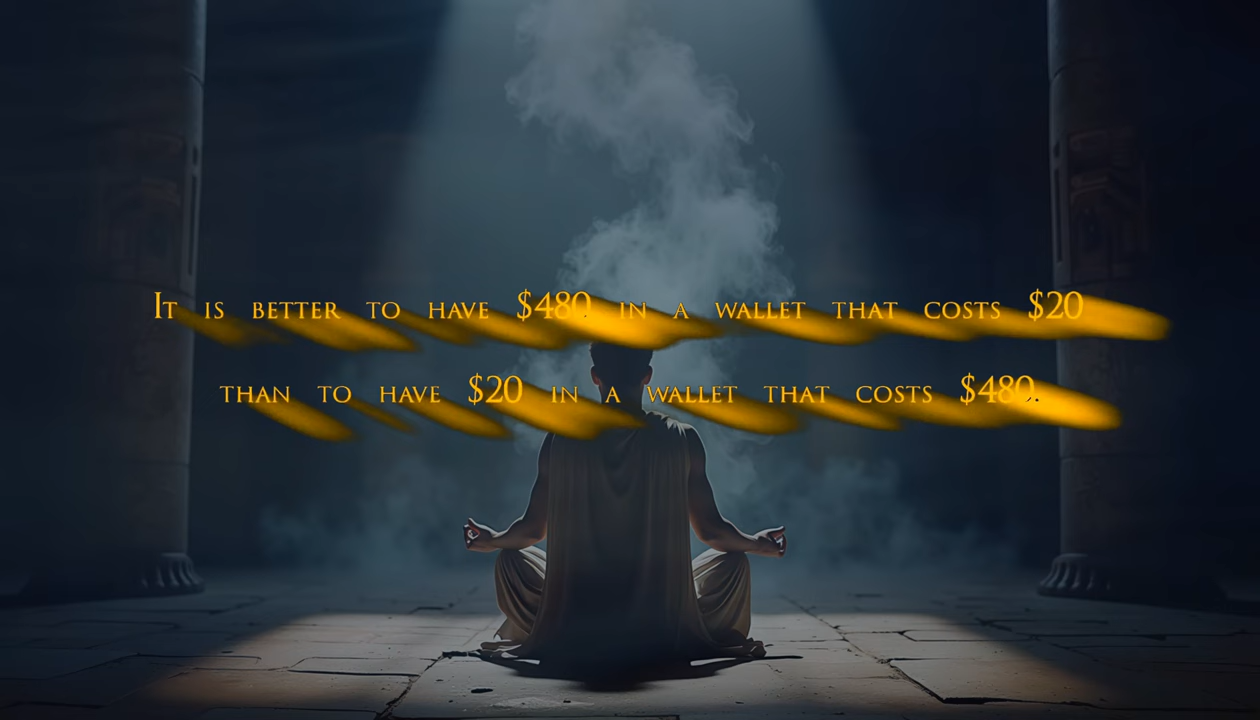 It is better to have $480 in a wallet that costs $20
than to have $20 in a wallet that costs $480.